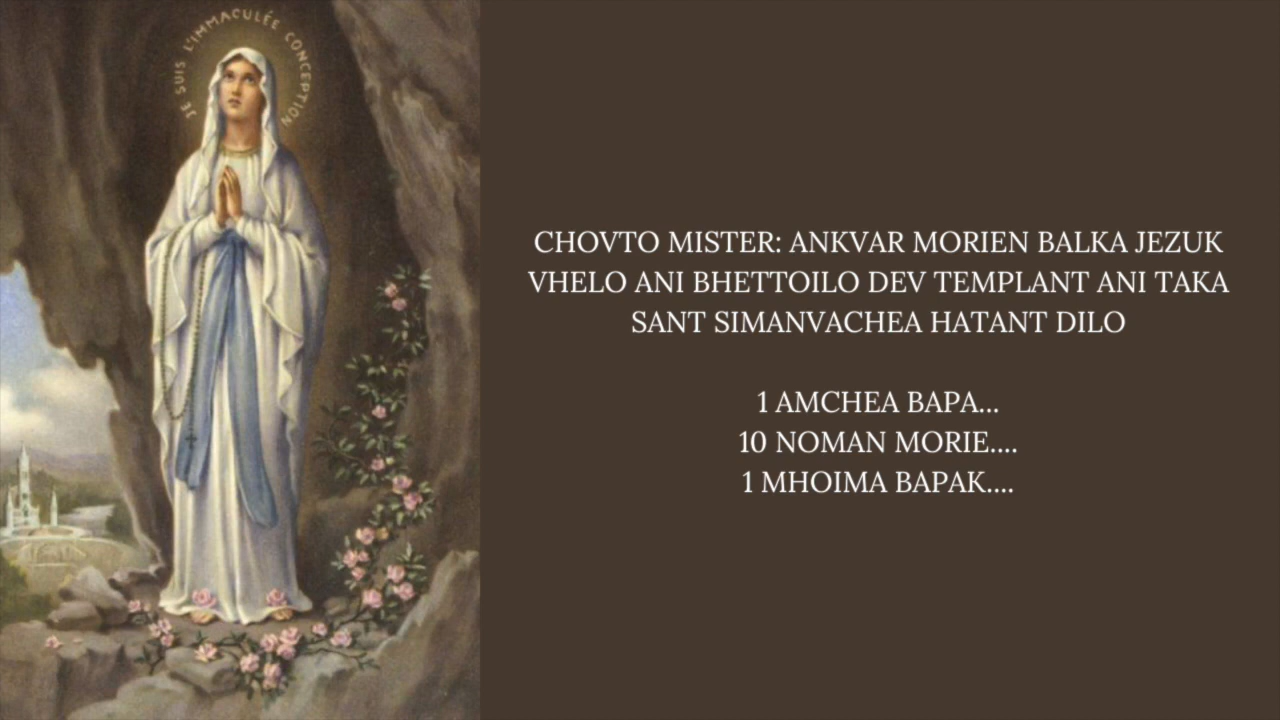 JE SUIS L'IMMACULÉE CONCEPTION
CHOVTO MISTER: ANKVAR MORIEN BALKA JEZUK
VHELO ANI BHETTOILO DEV TEMPLANT ANI TAKA
SANT SIMANVACHEA HATANT DILO
1 AMCHEA BAPA...
10 NOMAN MORIE....
1 MHOIMA BAPAK....